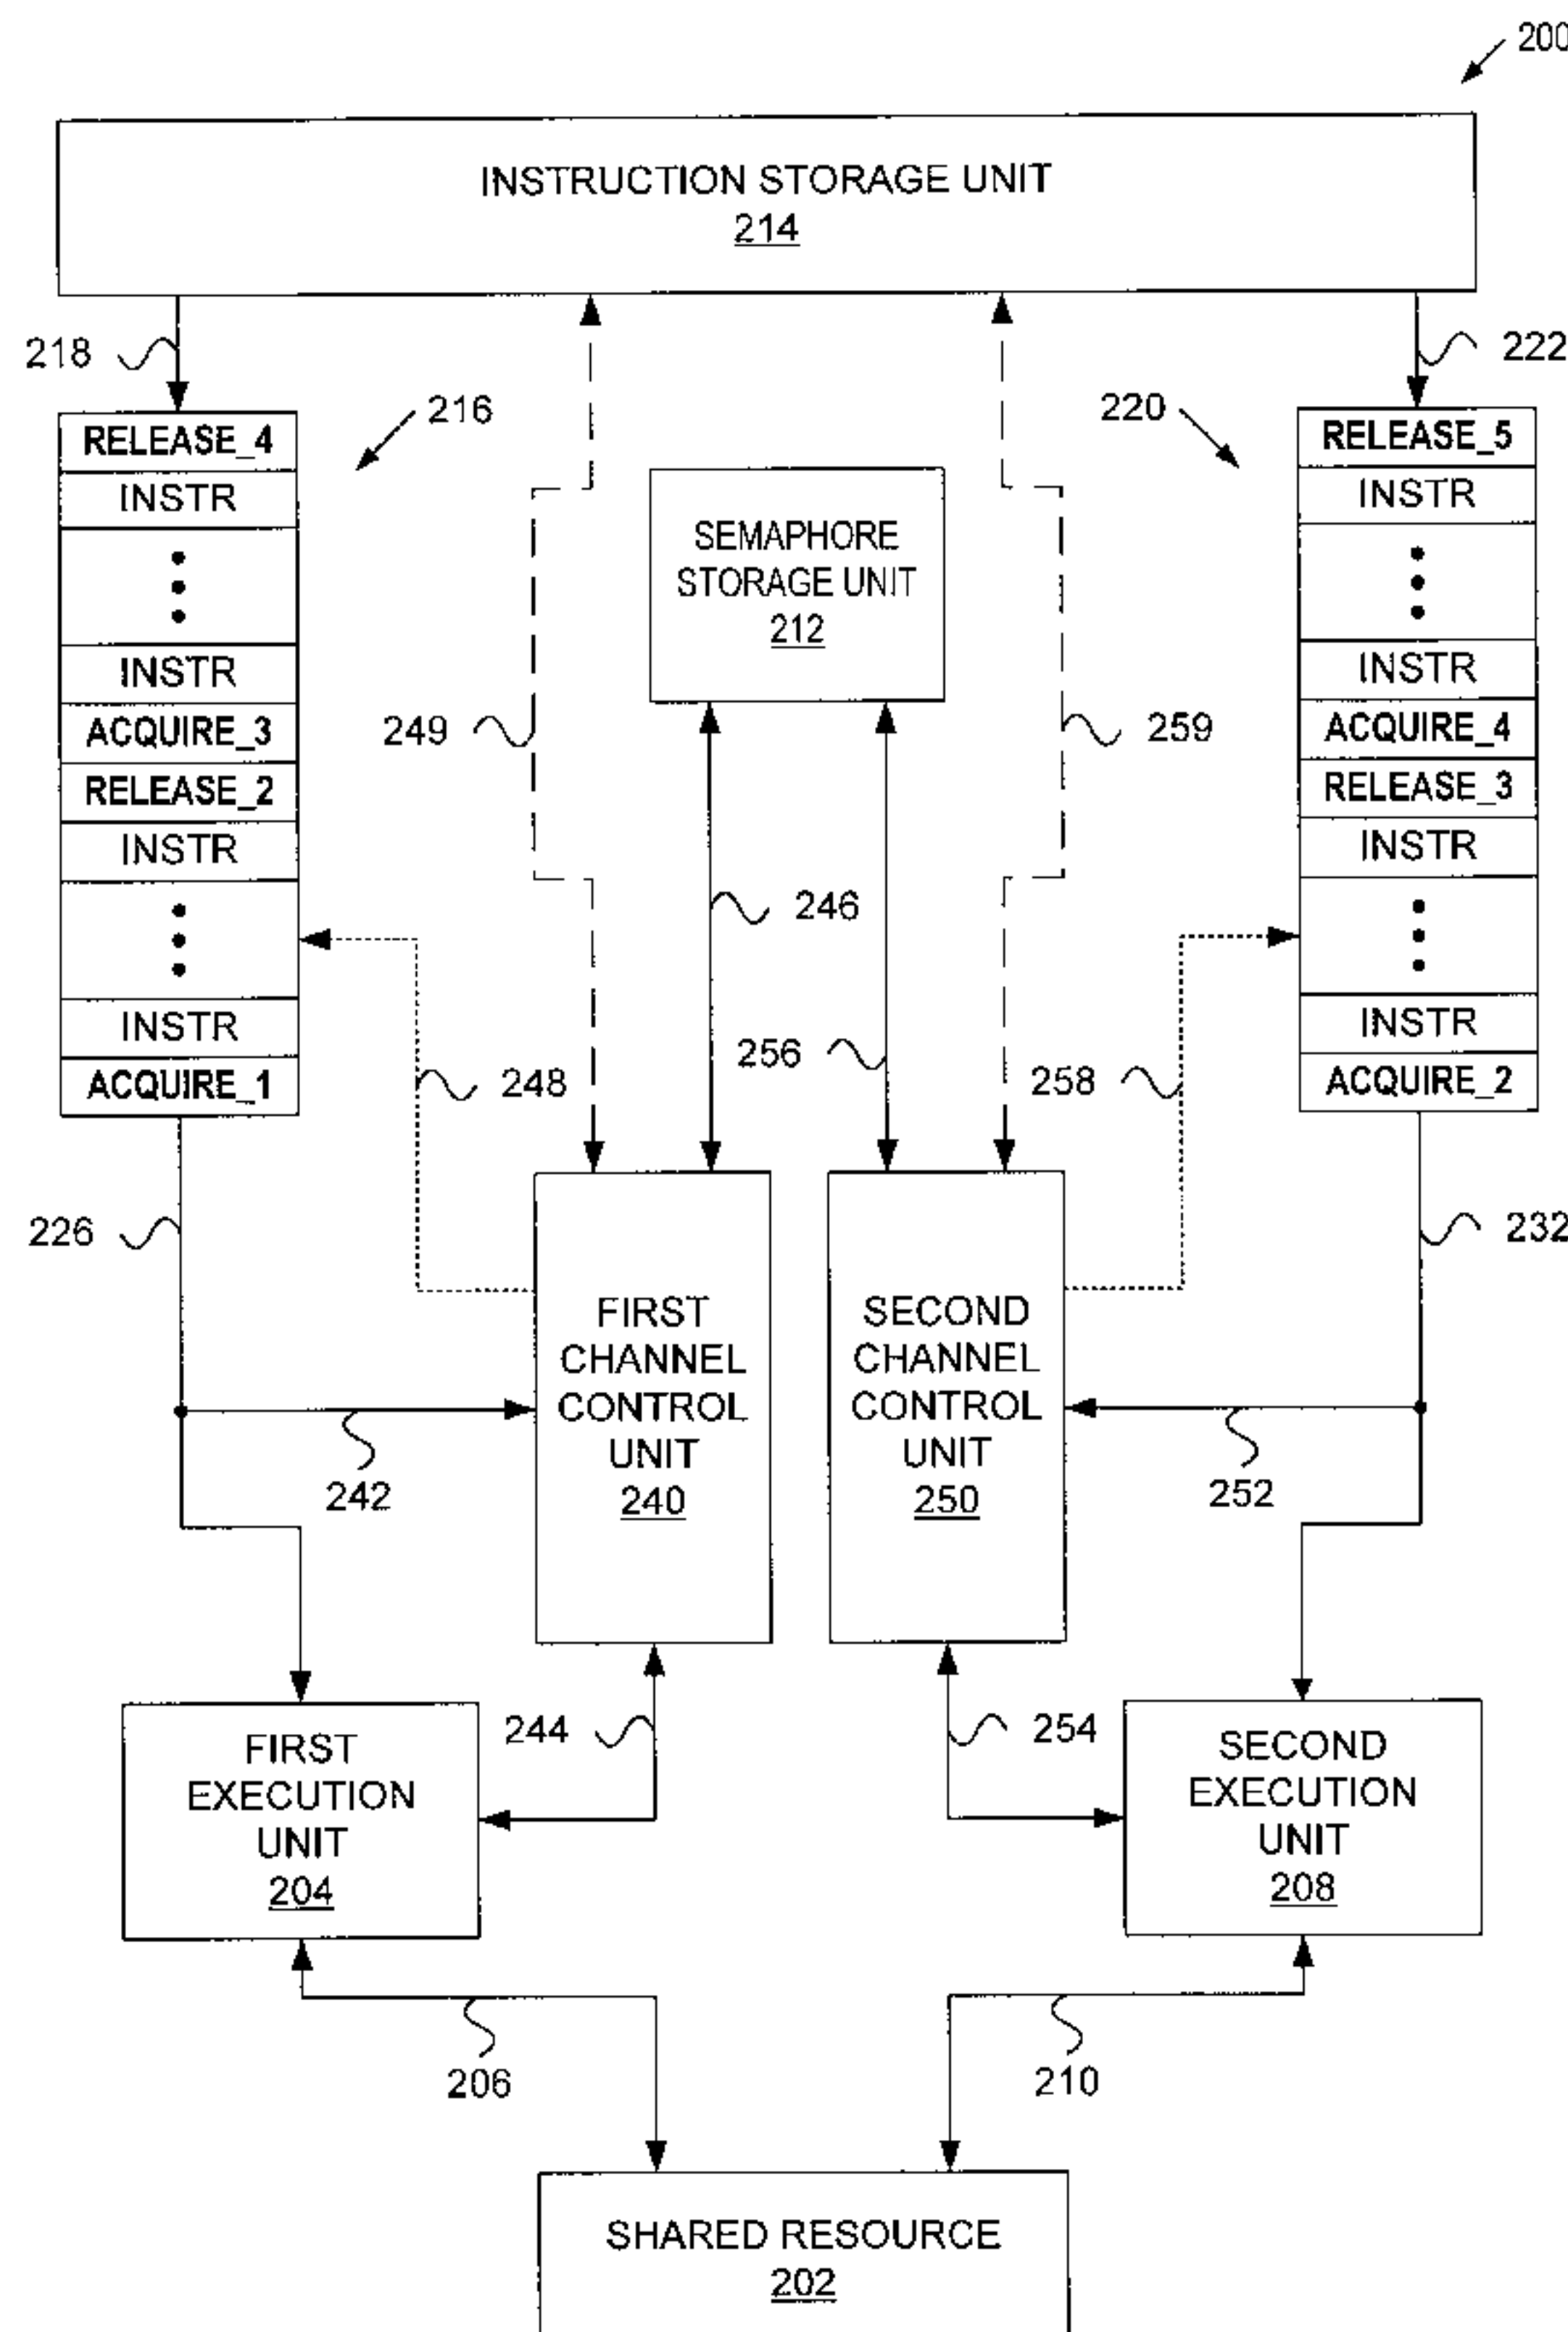 200
INSTRUCTION STORAGE UNIT
214
218
222
216
220
RELEASE_4
INSTR
INSTR
ACQUIRE_3
RELEASE_2
INSTR
INSTR
ACQUIRE_1
RELEASE_5
INSTR
INSTR
ACQUIRE_4
RELEASE_3
INSTR
INSTR
ACQUIRE_2
SEMAPHORE
STORAGE UNIT
212
249
259
246
256
248
258
226
232
FIRST
CHANNEL
CONTROL
UNIT
240
SECOND
CHANNEL
CONTROL
UNIT
250
242
252
FIRST
EXECUTION
UNIT
204
244
254
SECOND
EXECUTION
UNIT
208
206
210
SHARED RESOURCE
202